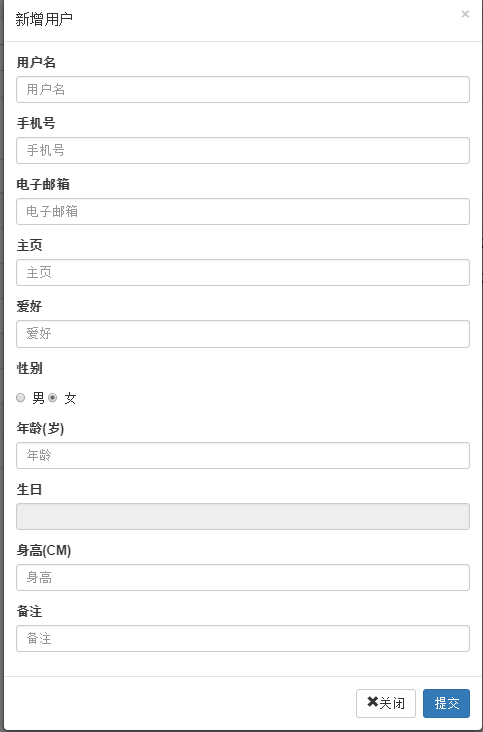 新增用户
×
用户名
用户名
手机号
手机号
电子邮箱
电子邮箱
主页
主页
爱好
爱好
性别
男 女
年龄(岁)
年龄
生日
身高(CM)
身高
备注
备注
✖关闭 提交